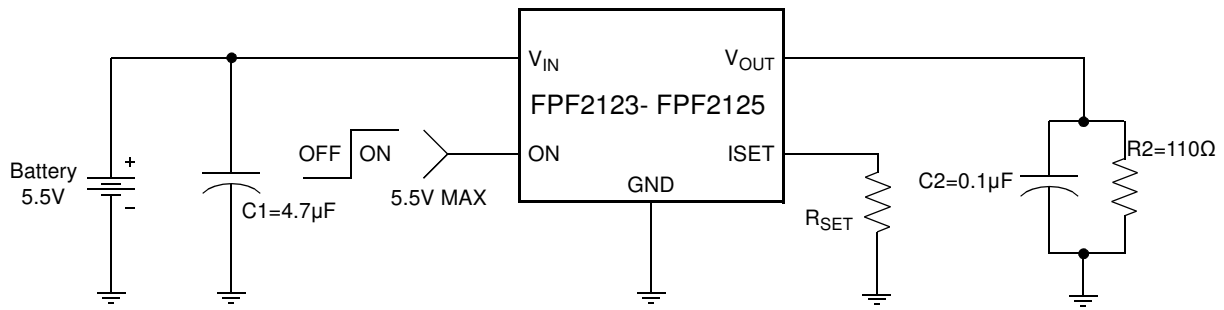 V_IN
V_OUT
FPF2123- FPF2125
OFF
ON
ON
ISET
Battery
5.5V
+
–
C1=4.7µF
5.5V MAX
GND
R_SET
C2=0.1µF
R2=110Ω